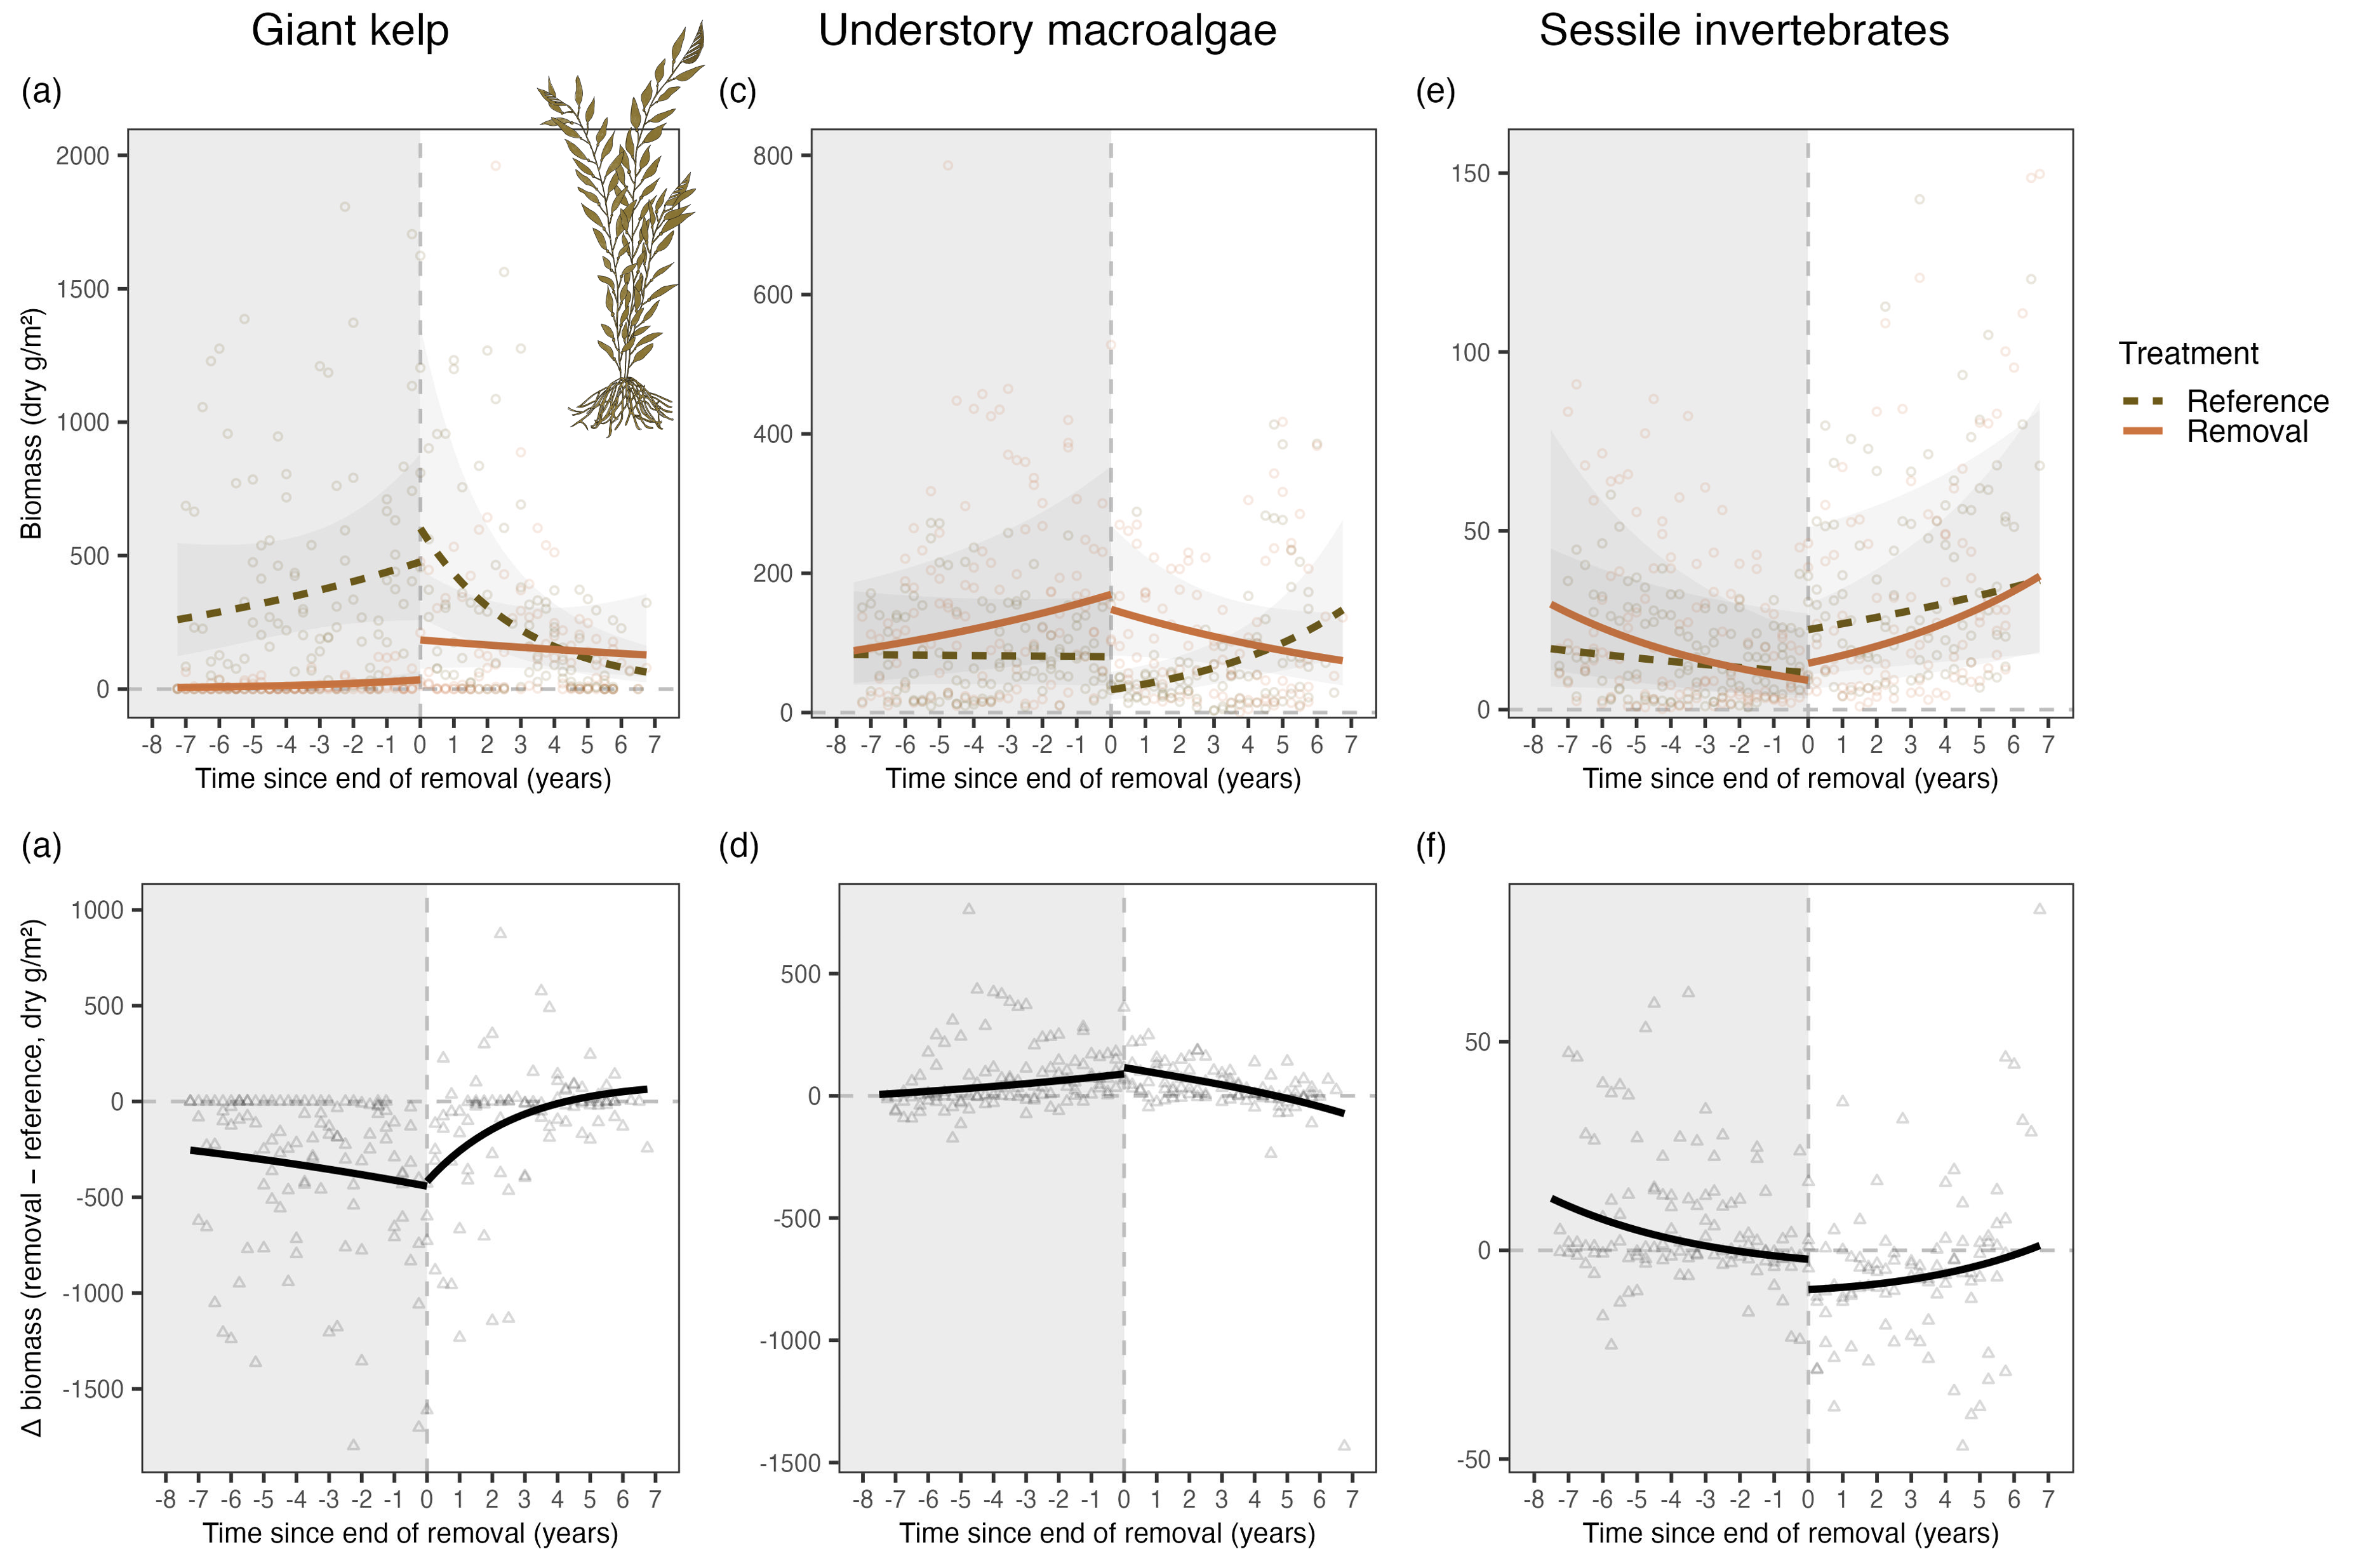 Giant kelp
Understory macroalgae
Sessile invertebrates
(a)
(c)
(e)
Biomass (dry g/m²)
2000
1500
1000
500
0
-8 -7 -6 -5 -4 -3 -2 -1 0 1 2 3 4 5 6 7
Time since end of removal (years)
800
600
400
200
0
-8 -7 -6 -5 -4 -3 -2 -1 0 1 2 3 4 5 6 7
Time since end of removal (years)
150
100
50
0
-8 -7 -6 -5 -4 -3 -2 -1 0 1 2 3 4 5 6 7
Time since end of removal (years)
Treatment
Reference
Removal
(a)
(d)
(f)
Δ biomass (removal − reference, dry g/m²)
1000
500
0
-500
-1000
-1500
-8 -7 -6 -5 -4 -3 -2 -1 0 1 2 3 4 5 6 7
Time since end of removal (years)
500
0
-500
-1000
-1500
-8 -7 -6 -5 -4 -3 -2 -1 0 1 2 3 4 5 6 7
Time since end of removal (years)
50
0
-50
-8 -7 -6 -5 -4 -3 -2 -1 0 1 2 3 4 5 6 7
Time since end of removal (years)